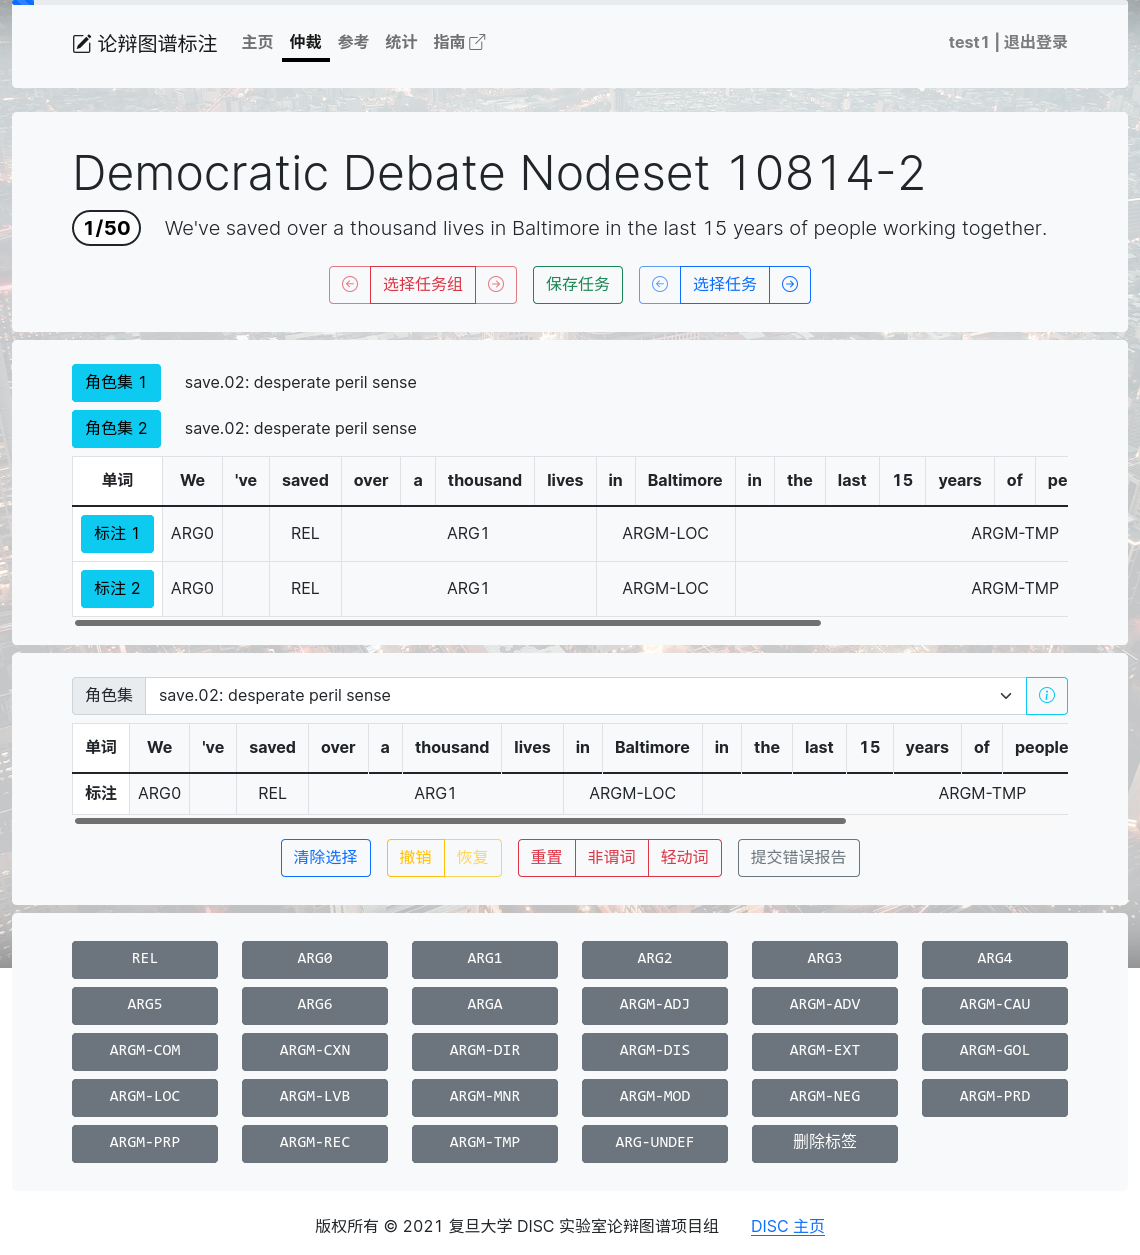 论辩图谱标注 主页 仲裁 参考 统计 指南 test1 | 退出登录
Democratic Debate Nodeset 10814-2
1/50 We've saved over a thousand lives in Baltimore in the last 15 years of people working together.
选择任务组 保存任务 选择任务
角色集 1 save.02: desperate peril sense
角色集 2 save.02: desperate peril sense
单词 We 've saved over a thousand lives in Baltimore in the last 15 years of pe
标注 1 ARG0 REL ARG1 ARGM-LOC ARGM-TMP
标注 2 ARG0 REL ARG1 ARGM-LOC ARGM-TMP
角色集 save.02: desperate peril sense
单词 We 've saved over a thousand lives in Baltimore in the last 15 years of people
标注 ARG0 REL ARG1 ARGM-LOC ARGM-TMP
清除选择 撤销 恢复 重置 非谓词 轻动词 提交错误报告
REL ARG0 ARG1 ARG2 ARG3 ARG4
ARG5 ARG6 ARGA ARGM-ADJ ARGM-ADV ARGM-CAU
ARGM-COM ARGM-CXN ARGM-DIR ARGM-DIS ARGM-EXT ARGM-GOL
ARGM-LOC ARGM-LVB ARGM-MNR ARGM-MOD ARGM-NEG ARGM-PRD
ARGM-PRP ARGM-REC ARGM-TMP ARG-UNDEF 删除标签
版权所有 © 2021 复旦大学 DISC 实验室论辩图谱项目组 DISC 主页